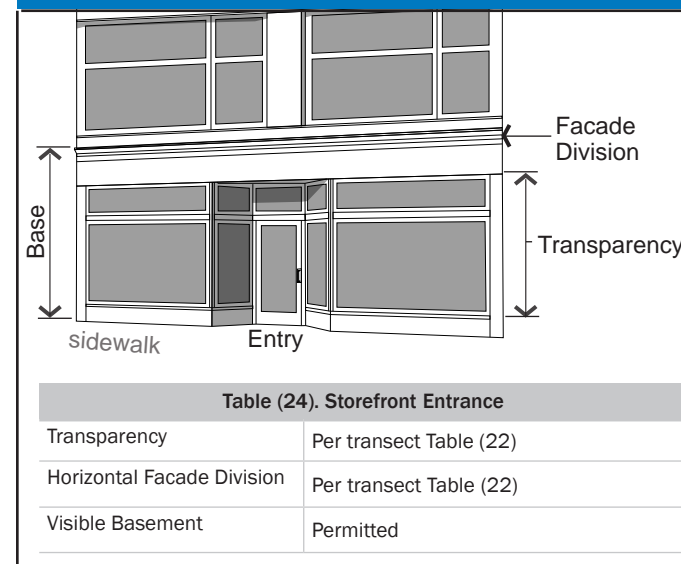 Facade
Division
Base
Transparency
sidewalk
Entry
Table (24). Storefront Entrance
Transparency
Per transect Table (22)
Horizontal Facade Division
Per transect Table (22)
Visible Basement
Permitted